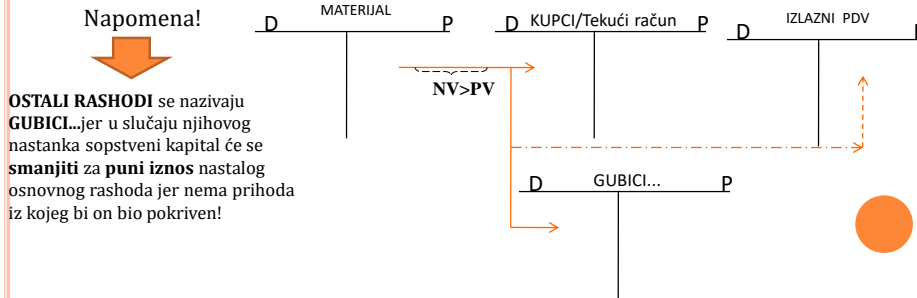 Napomena!
OSTALI RASHODI se nazivaju
GUBICI...jer u slučaju njihovog
nastanka sopstveni kapital će se
smanjiti za puni iznos nastalog
osnovnog rashoda jer nema prihoda
iz kojeg bi on bio pokriven!
D MATERIJAL P
NV>PV
D KUPCI/Tekući račun P
D IZLAZNI PDV
D GUBICI... P